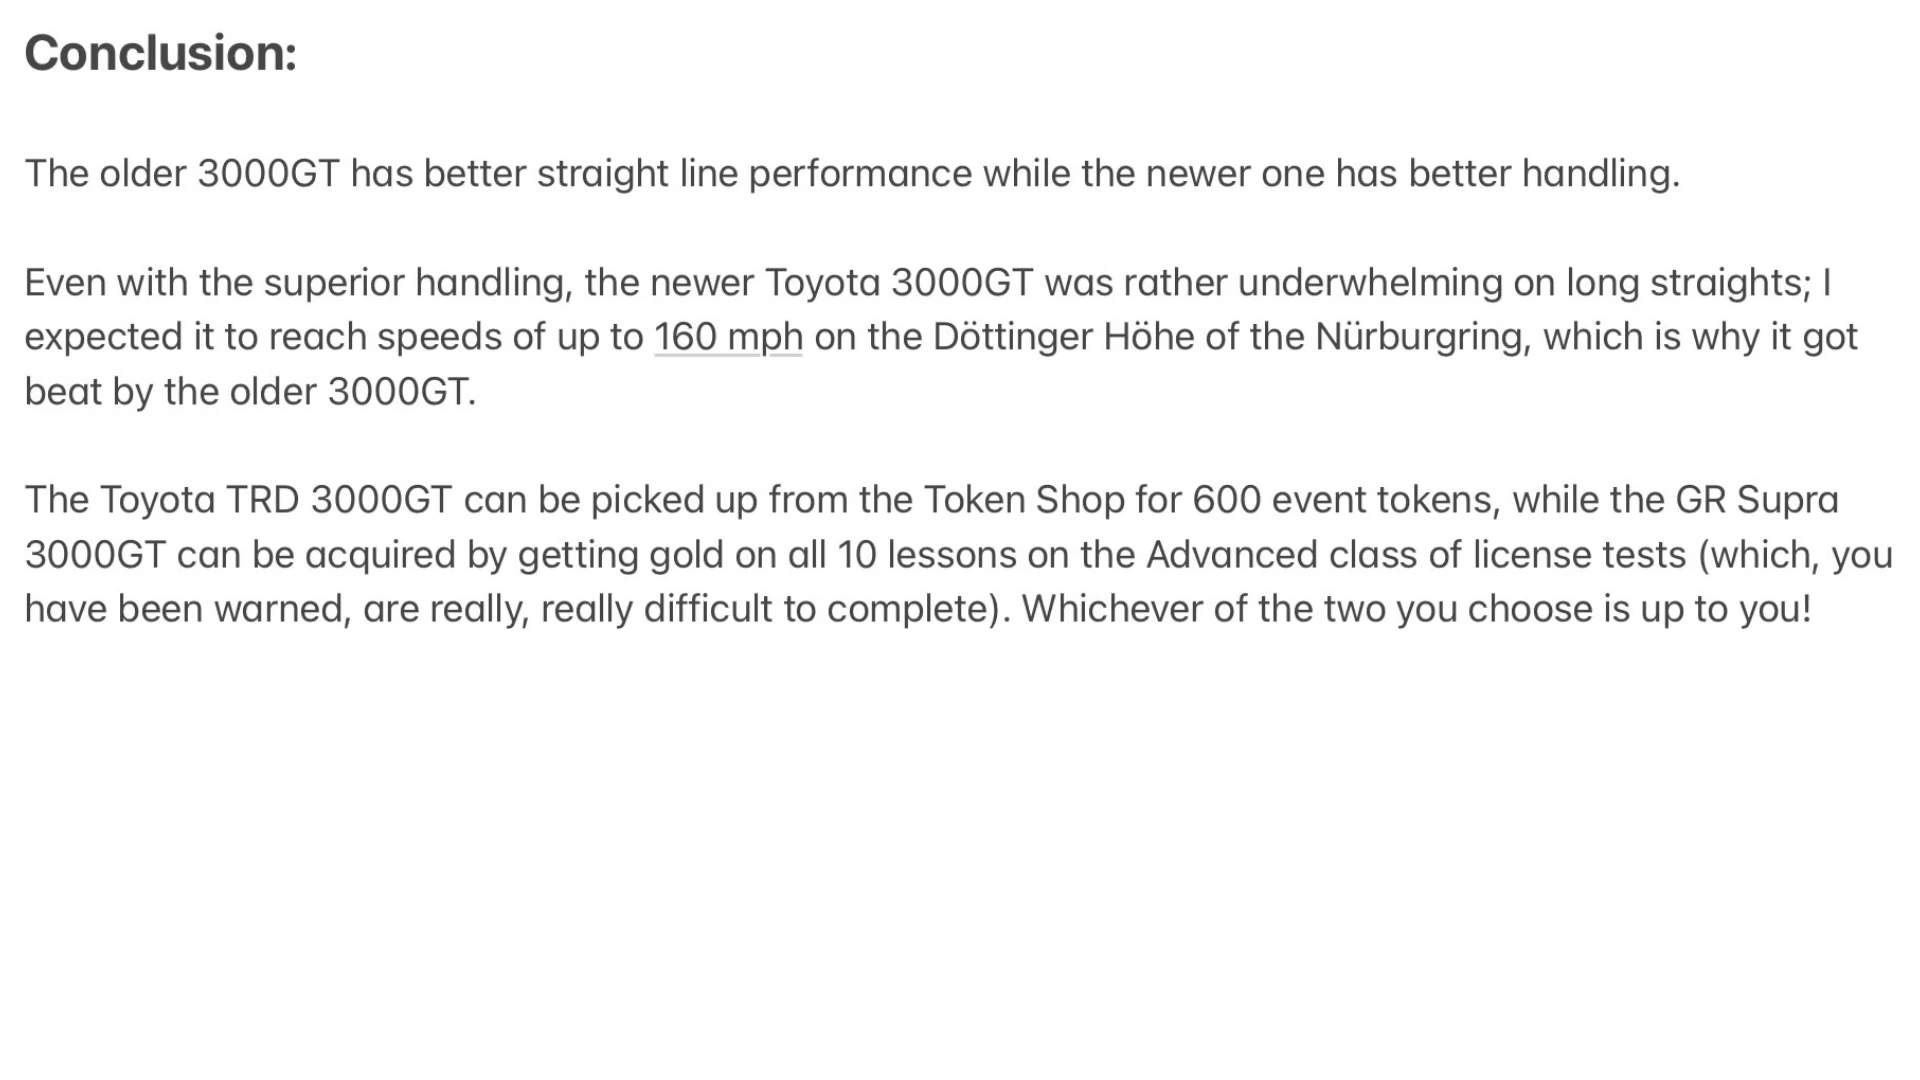 Conclusion:
The older 3000GT has better straight line performance while the newer one has better handling.
Even with the superior handling, the newer Toyota 3000GT was rather underwhelming on long straights; I
expected it to reach speeds of up to 160 mph on the Döttinger Höhe of the Nürburgring, which is why it got
beat by the older 3000GT.
The Toyota TRD 3000GT can be picked up from the Token Shop for 600 event tokens, while the GR Supra
3000GT can be acquired by getting gold on all 10 lessons on the Advanced class of license tests (which, you
have been warned, are really, really difficult to complete). Whichever of the two you choose is up to you!